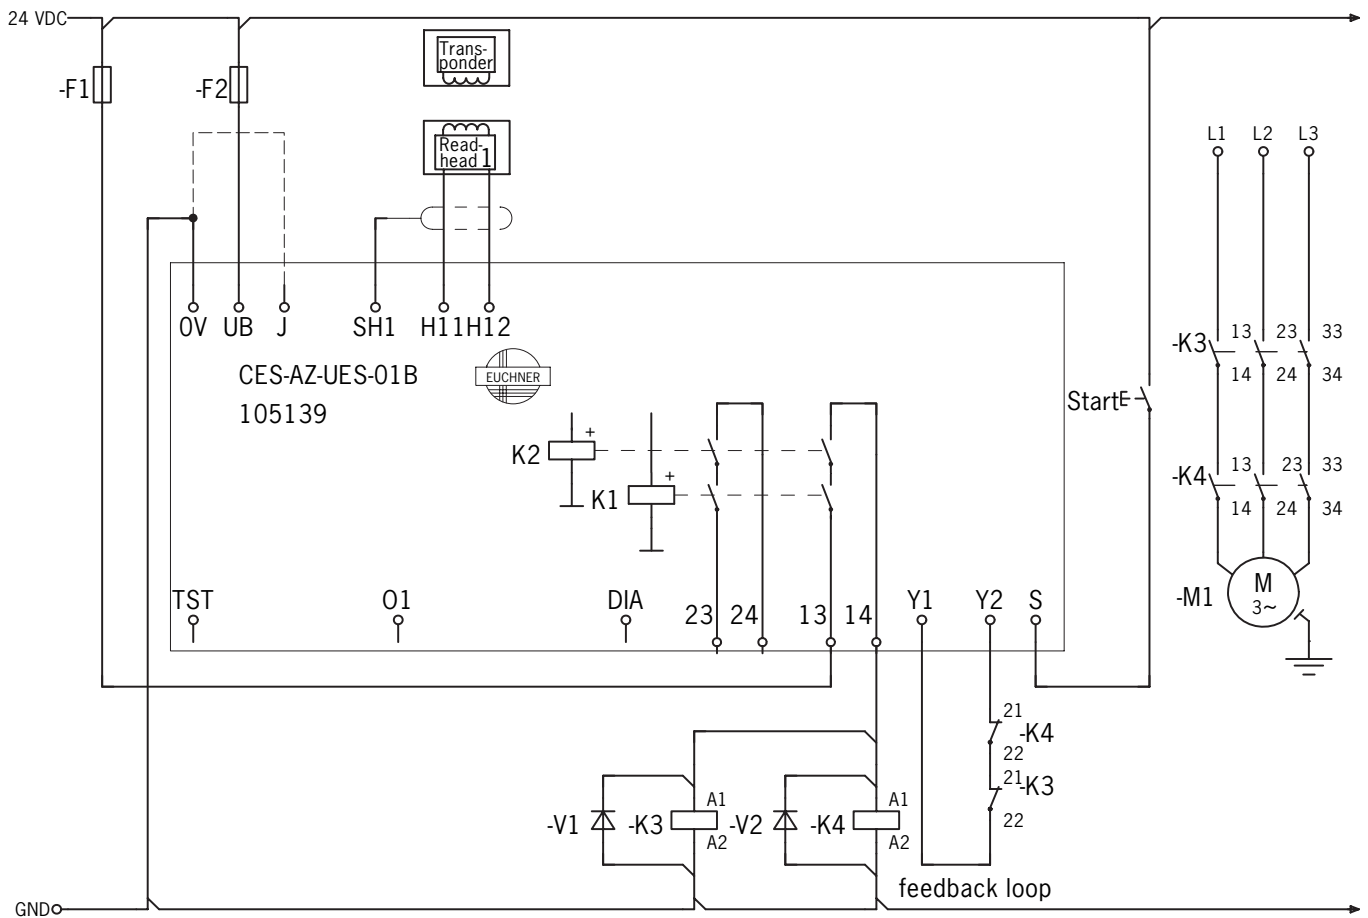 24 VDC
Trans-
ponder
-F1
-F2
L1 L2 L3
Read-
head 1
0V UB J SH1 H11 H12
CES-AZ-UES-01B
EUCHNER
105139
-K3
13 23 33
14 24 34
Start
K2
+
K1
+
-K4
13 23 33
14 24 34
-M1
M
3~
TST O1 DIA 23 24 13 14 Y1 Y2 S
21
-K4
22
21
-K3
22
-V1 -K3 A1
A2
-V2 -K4 A1
A2
feedback loop
GND